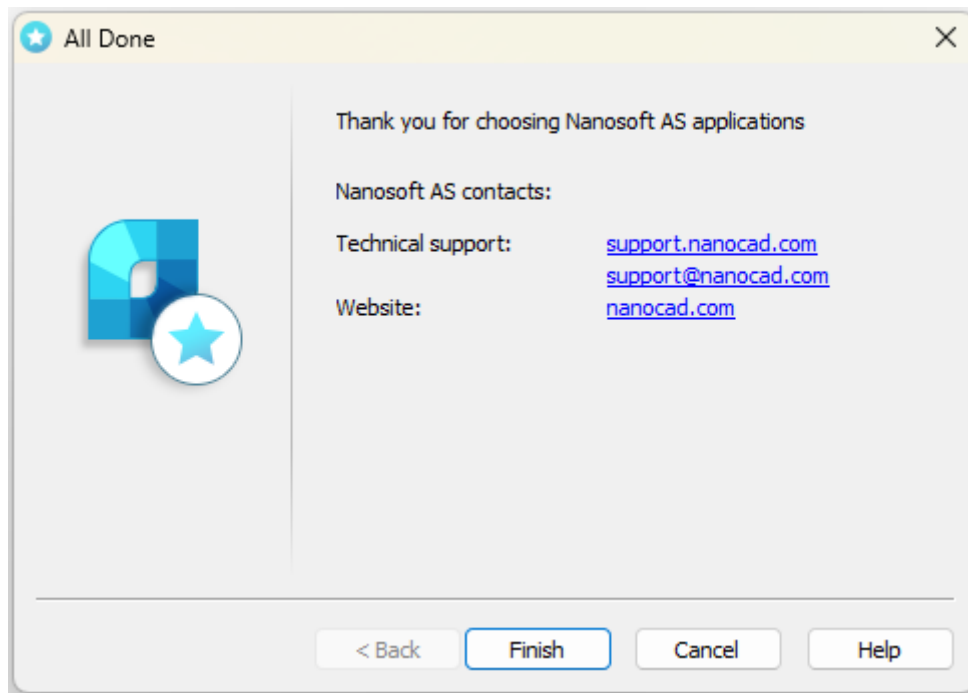 All Done
Thank you for choosing Nanosoft AS applications
Nanosoft AS contacts:
Technical support: support.nanocad.com
support@nanocad.com
Website: nanocad.com
< Back Finish Cancel Help